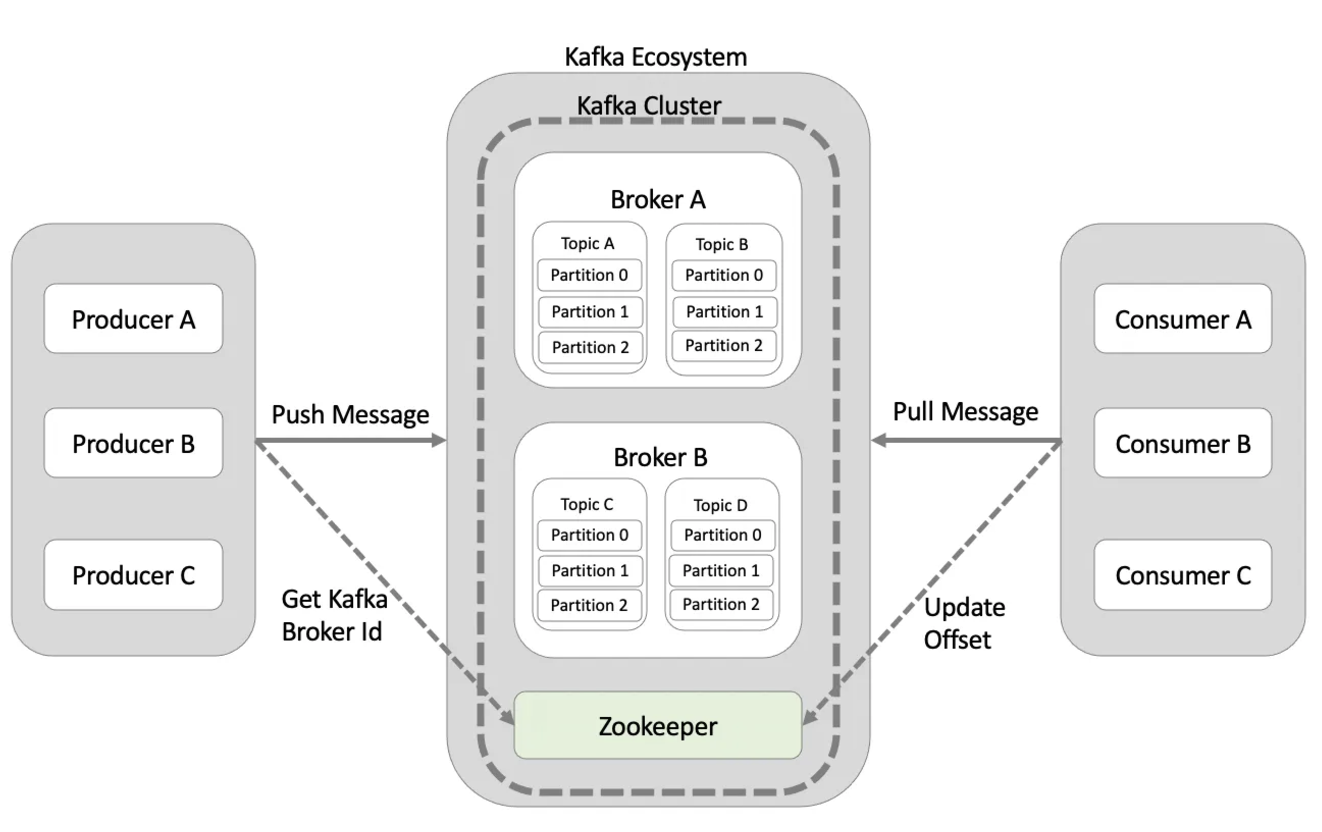 Kafka Ecosystem
Kafka Cluster
Broker A
Topic A
Partition 0
Partition 1
Partition 2
Topic B
Partition 0
Partition 1
Partition 2
Producer A
Producer B
Producer C
Push Message
Get Kafka
Broker Id
Broker B
Topic C
Partition 0
Partition 1
Partition 2
Topic D
Partition 0
Partition 1
Partition 2
Zookeeper
Pull Message
Update
Offset
Consumer A
Consumer B
Consumer C